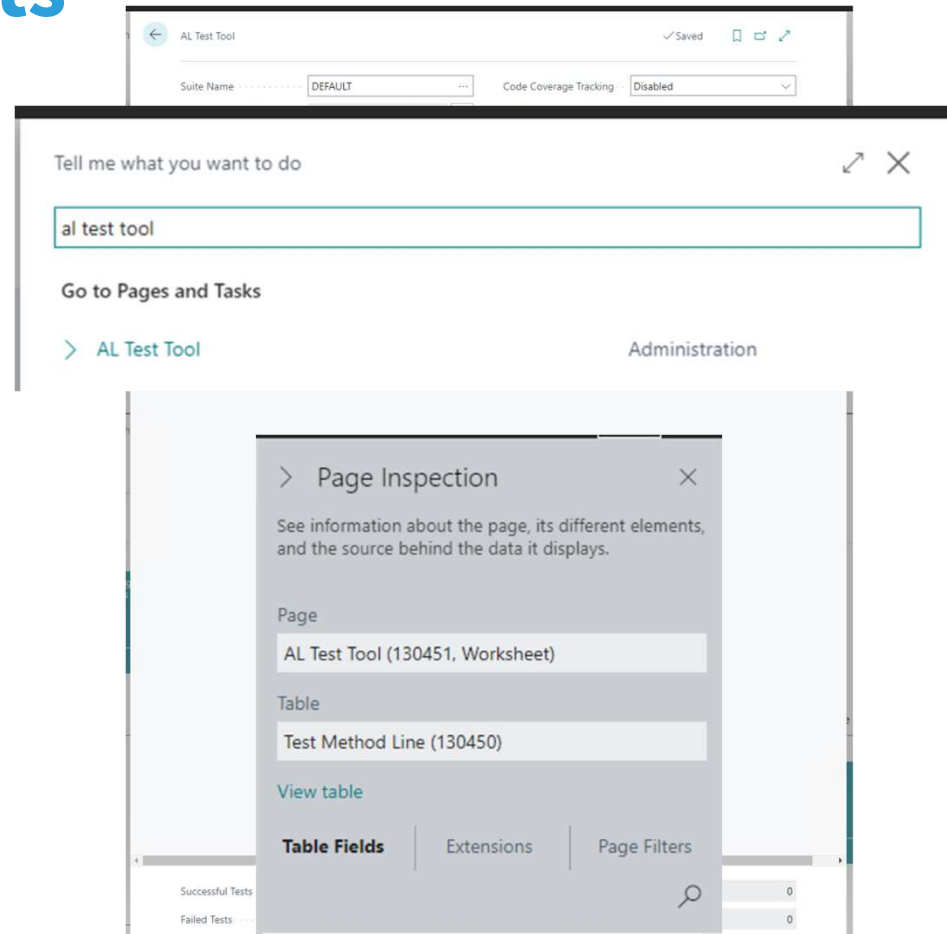 ts
AL Test Tool
Saved
Suite Name
DEFAULT
...
Code Coverage Tracking
Disabled
Tell me what you want to do
al test tool
Go to Pages and Tasks
AL Test Tool
Administration
Page Inspection
See information about the page, its different elements,
and the source behind the data it displays.
Page
AL Test Tool (130451, Worksheet)
Table
Test Method Line (130450)
View table
Table Fields
Extensions
Page Filters
Successful Tests
0
Failed Tests
0